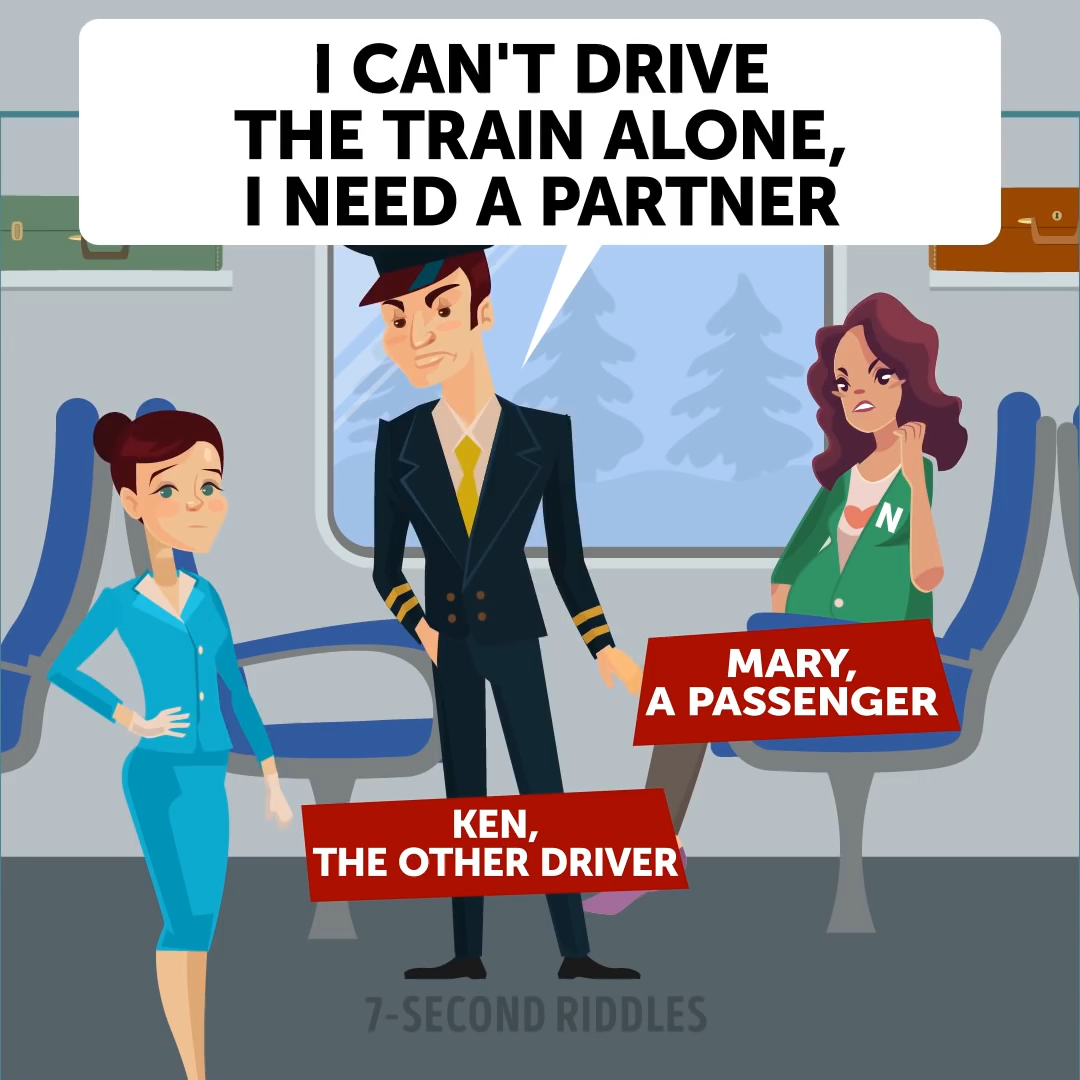 I CAN'T DRIVE
THE TRAIN ALONE,
I NEED A PARTNER
N
MARY,
A PASSENGER
KEN,
THE OTHER DRIVER
7-SECOND RIDDLES